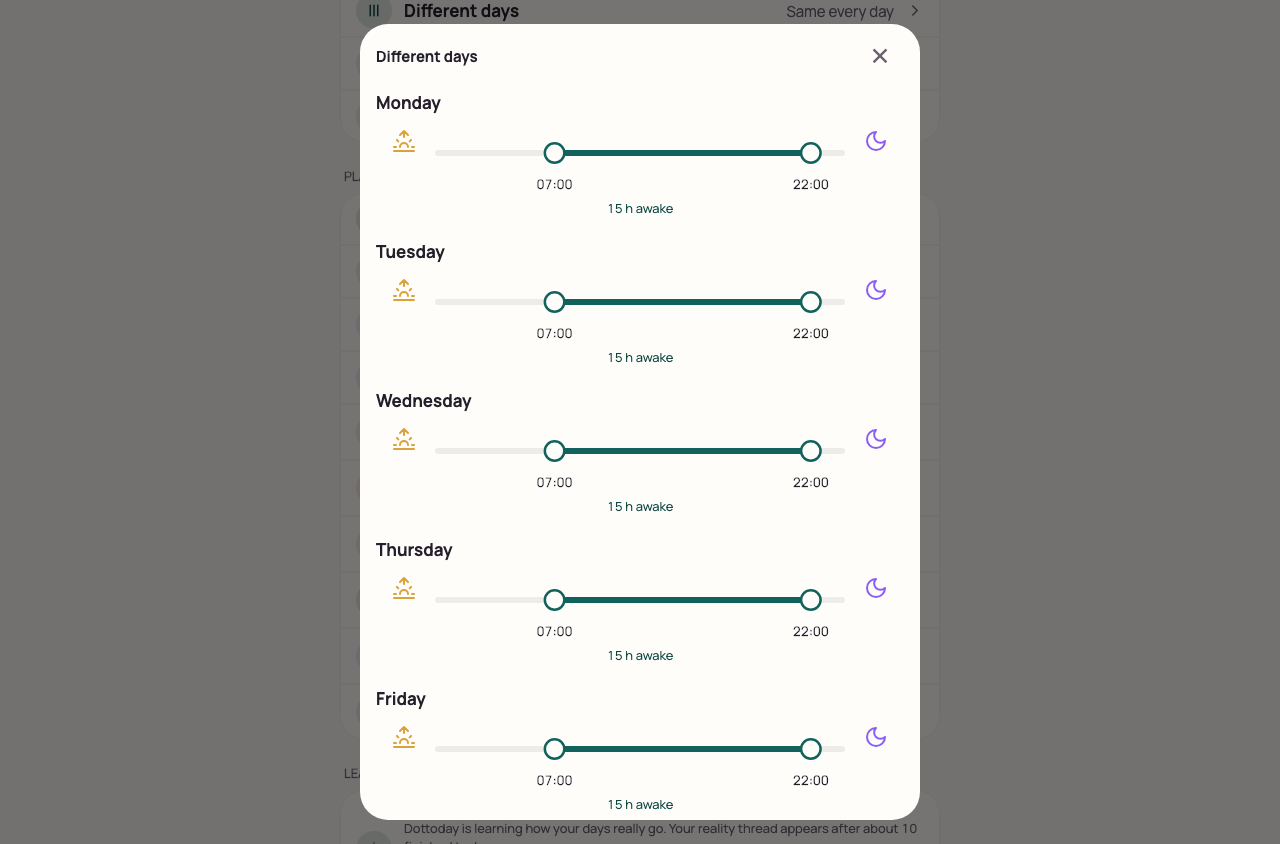 Different days
Same every day
Different days
Monday
07:00
22:00
15 h awake
Tuesday
07:00
22:00
15 h awake
Wednesday
07:00
22:00
15 h awake
Thursday
07:00
22:00
15 h awake
Friday
07:00
22:00
15 h awake
Dottoday is learning how your days really go. Your reality thread appears after about 10